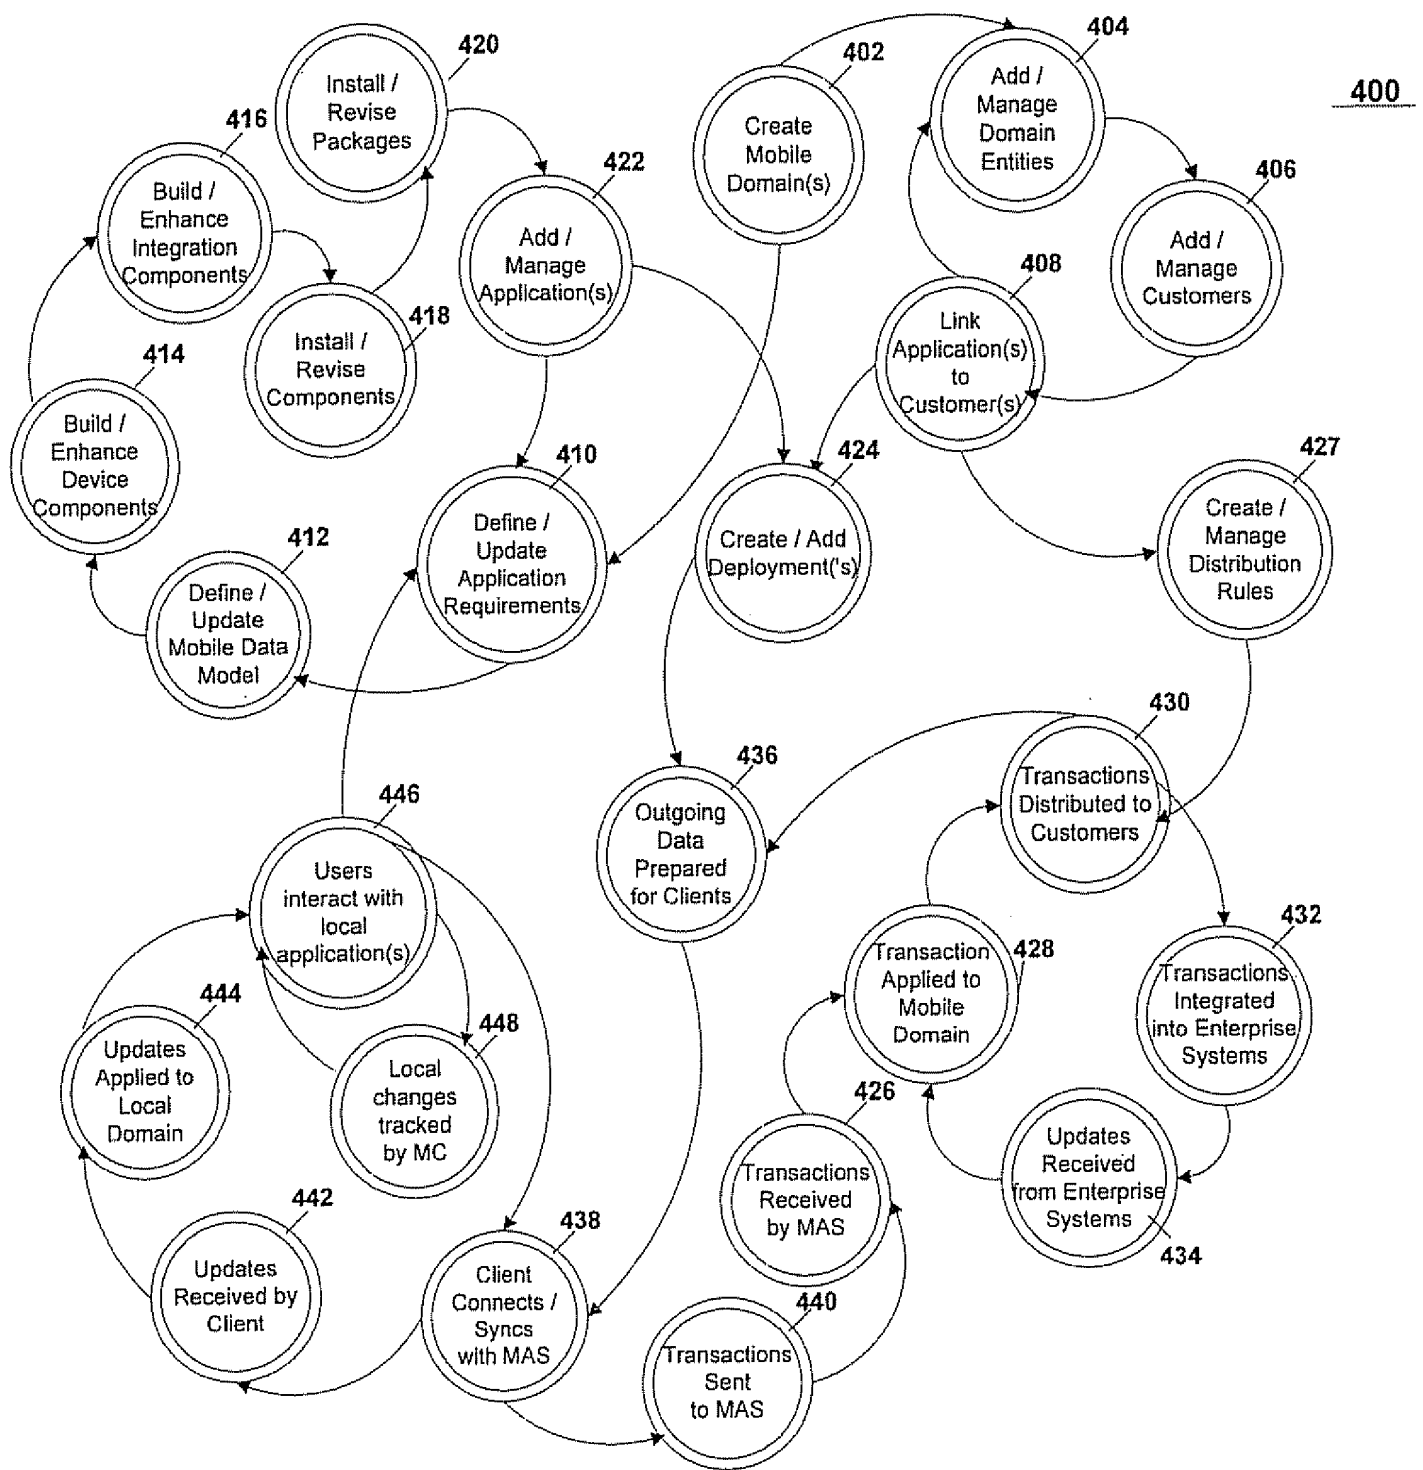 400
402
Create
Mobile
Domain(s)
404
Add /
Manage
Domain
Entities
406
Add /
Manage
Customers
408
Link
Application(s)
to
Customer(s)
420
Install /
Revise
Packages
416
Build /
Enhance
Integration
Components
422
Add /
Manage
Application(s)
418
Install /
Revise
Components
414
Build /
Enhance
Device
Components
410
Define /
Update
Application
Requirements
412
Define /
Update
Mobile Data
Model
424
Create / Add
Deployment('s)
427
Create /
Manage
Distribution
Rules
430
Transactions
Distributed to
Customers
436
Outgoing
Data
Prepared
for Clients
446
Users
interact with
local
application(s)
428
Transaction
Applied to
Mobile
Domain
432
Transactions
Integrated
into Enterprise
Systems
444
Updates
Applied to
Local
Domain
448
Local
changes
tracked
by MC
426
Transactions
Received
by MAS
Updates
Received
from Enterprise
Systems
434
442
Updates
Received by
Client
438
Client
Connects /
Syncs
with MAS
440
Transactions
Sent
to MAS